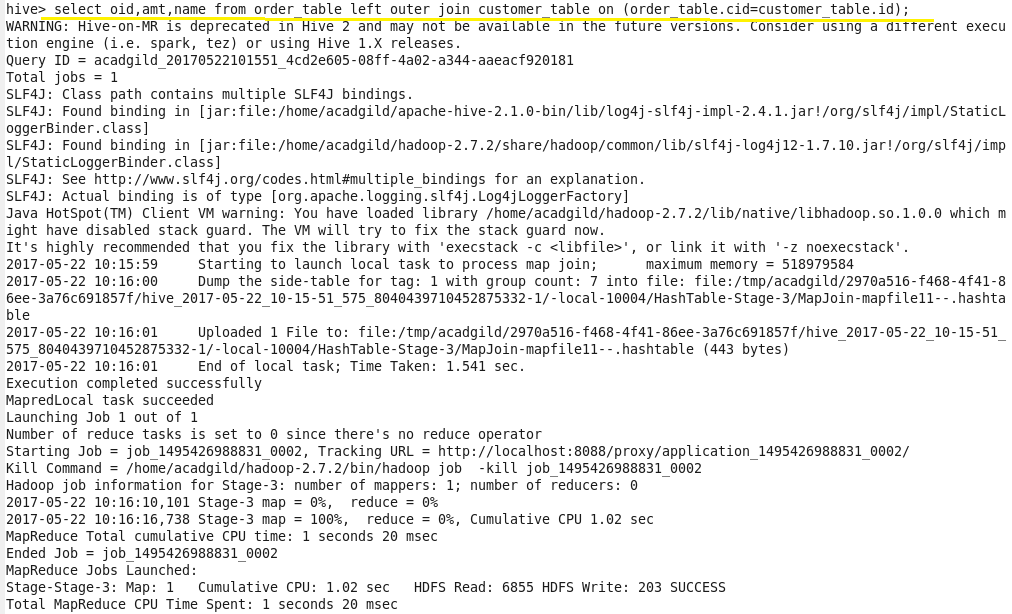 hive> select oid,amt,name from order_table left outer join customer_table on (order_table.cid=customer_table.id);
WARNING: Hive-on-MR is deprecated in Hive 2 and may not be available in the future versions. Consider using a different execu
tion engine (i.e. spark, tez) or using Hive 1.X releases.
Query ID = acadgild_20170522101551_4cd2e605-08ff-4a02-a344-aaeacf920181
Total jobs = 1
SLF4J: Class path contains multiple SLF4J bindings.
SLF4J: Found binding in [jar:file:/home/acadgild/apache-hive-2.1.0-bin/lib/log4j-slf4j-impl-2.4.1.jar!/org/slf4j/impl/StaticL
oggerBinder.class]
SLF4J: Found binding in [jar:file:/home/acadgild/hadoop-2.7.2/share/hadoop/common/lib/slf4j-log4j12-1.7.10.jar!/org/slf4j/imp
l/StaticLoggerBinder.class]
SLF4J: See http://www.slf4j.org/codes.html#multiple_bindings for an explanation.
SLF4J: Actual binding is of type [org.apache.logging.slf4j.Log4jLoggerFactory]
Java HotSpot(TM) Client VM warning: You have loaded library /home/acadgild/hadoop-2.7.2/lib/native/libhadoop.so.1.0.0 which m
ight have disabled stack guard. The VM will try to fix the stack guard now.
It's highly recommended that you fix the library with 'execstack -c <libfile>', or link it with '-z noexecstack'.
2017-05-22 10:15:59     Starting to launch local task to process map join;      maximum memory = 518979584
2017-05-22 10:16:00     Dump the side-table for tag: 1 with group count: 7 into file: file:/tmp/acadgild/2970a516-f468-4f41-8
6ee-3a76c691857f/hive_2017-05-22_10-15-51_575_8040439710452875332-1/-local-10004/HashTable-Stage-3/MapJoin-mapfile11--.hashta
ble
2017-05-22 10:16:01     Uploaded 1 File to: file:/tmp/acadgild/2970a516-f468-4f41-86ee-3a76c691857f/hive_2017-05-22_10-15-51_
575_8040439710452875332-1/-local-10004/HashTable-Stage-3/MapJoin-mapfile11--.hashtable (443 bytes)
2017-05-22 10:16:01     End of local task; Time Taken: 1.541 sec.
Execution completed successfully
MapredLocal task succeeded
Launching Job 1 out of 1
Number of reduce tasks is set to 0 since there's no reduce operator
Starting Job = job_1495426988831_0002, Tracking URL = http://localhost:8088/proxy/application_1495426988831_0002/
Kill Command = /home/acadgild/hadoop-2.7.2/bin/hadoop job  -kill job_1495426988831_0002
Hadoop job information for Stage-3: number of mappers: 1; number of reducers: 0
2017-05-22 10:16:10,101 Stage-3 map = 0%,  reduce = 0%
2017-05-22 10:16:16,738 Stage-3 map = 100%,  reduce = 0%, Cumulative CPU 1.02 sec
MapReduce Total cumulative CPU time: 1 seconds 20 msec
Ended Job = job_1495426988831_0002
MapReduce Jobs Launched:
Stage-Stage-3: Map: 1   Cumulative CPU: 1.02 sec   HDFS Read: 6855 HDFS Write: 203 SUCCESS
Total MapReduce CPU Time Spent: 1 seconds 20 msec